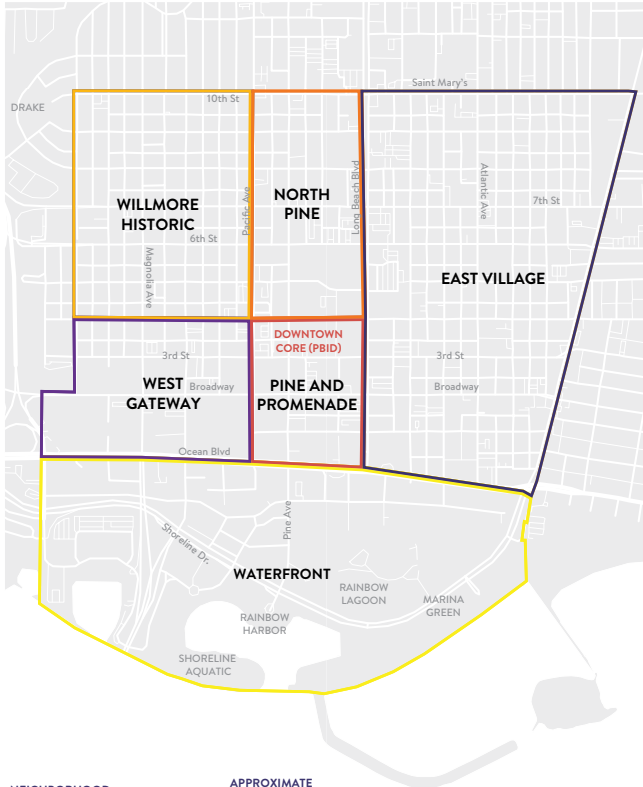 Saint Mary's
10th St
DRAKE
WILLMORE
HISTORIC
Pacific Ave
NORTH
PINE
Long Beach Blvd
Atlantic Ave
7th St
6th St
Magnolia Ave
EAST VILLAGE
DOWNTOWN
CORE (PBID)
3rd St
3rd St
WEST
GATEWAY
Broadway
PINE AND
PROMENADE
Broadway
Ocean Blvd
Pine Ave
Shoreline Dr.
WATERFRONT
RAINBOW
LAGOON
MARINA
GREEN
RAINBOW
HARBOR
SHORELINE
AQUATIC
NEIGHBORHOOD
APPROXIMATE